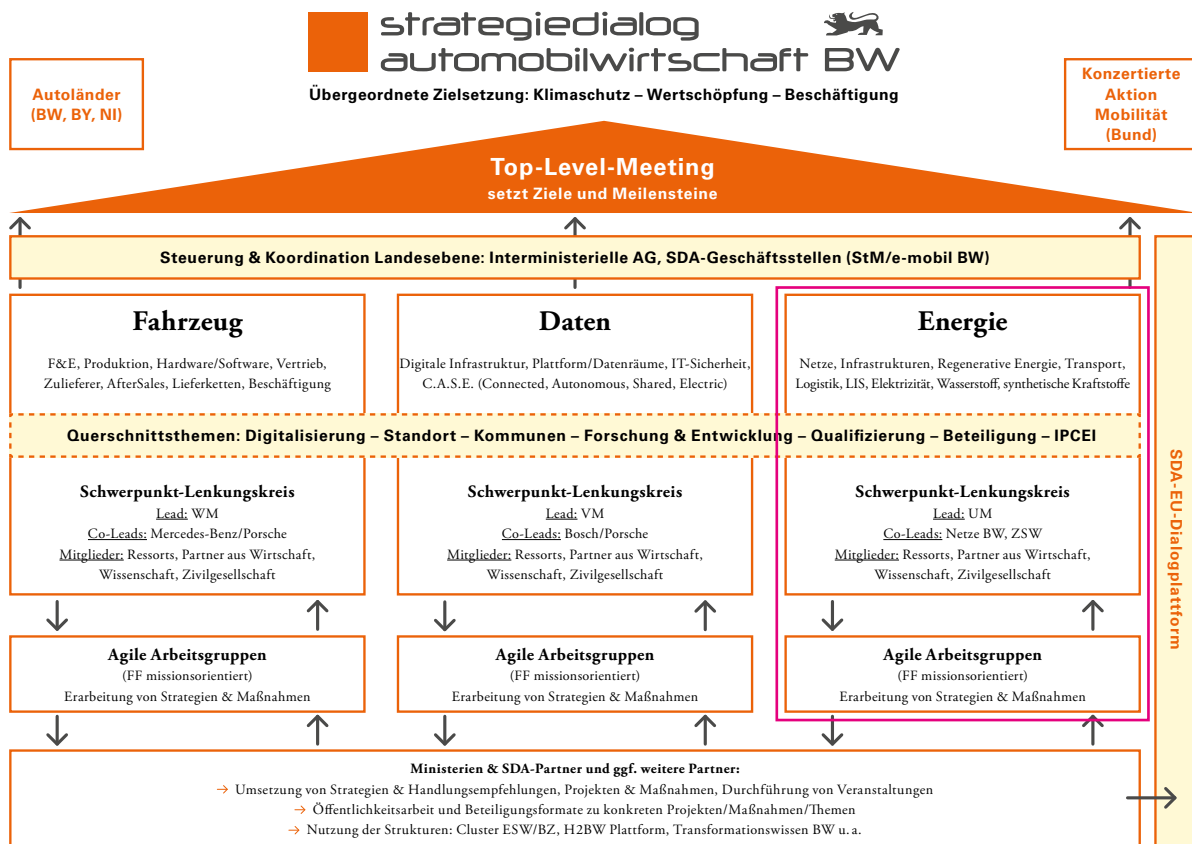 strategiedialog
automobilwirtschaft BW
Übergeordnete Zielsetzung: Klimaschutz – Wertschöpfung – Beschäftigung
Autoländer
(BW, BY, NI)
Konzertierte
Aktion
Mobilität
(Bund)
Top-Level-Meeting
setzt Ziele und Meilensteine
Steuerung & Koordination Landesebene: Interministerielle AG, SDA-Geschäftsstellen (StM/e-mobil BW)
Fahrzeug
F&E, Produktion, Hardware/Software, Vertrieb,
Zulieferer, AfterSales, Lieferketten, Beschäftigung
Daten
Digitale Infrastruktur, Plattform/Datenräume, IT-Sicherheit,
C.A.S.E. (Connected, Autonomous, Shared, Electric)
Energie
Netze, Infrastrukturen, Regenerative Energie, Transport,
Logistik, LIS, Elektrizität, Wasserstoff, synthetische Kraftstoffe
Querschnittsthemen: Digitalisierung – Standort – Kommunen – Forschung & Entwicklung – Qualifizierung – Beteiligung – IPCEI
Schwerpunkt-Lenkungskreis
Lead: WM
Co-Leads: Mercedes-Benz/Porsche
Mitglieder: Ressorts, Partner aus Wirtschaft,
Wissenschaft, Zivilgesellschaft
Schwerpunkt-Lenkungskreis
Lead: VM
Co-Leads: Bosch/Porsche
Mitglieder: Ressorts, Partner aus Wirtschaft,
Wissenschaft, Zivilgesellschaft
Schwerpunkt-Lenkungskreis
Lead: UM
Co-Leads: Netze BW, ZSW
Mitglieder: Ressorts, Partner aus Wirtschaft,
Wissenschaft, Zivilgesellschaft
Agile Arbeitsgruppen
(FF missionsorientiert)
Erarbeitung von Strategien & Maßnahmen
Agile Arbeitsgruppen
(FF missionsorientiert)
Erarbeitung von Strategien & Maßnahmen
Agile Arbeitsgruppen
(FF missionsorientiert)
Erarbeitung von Strategien & Maßnahmen
Ministerien & SDA-Partner und ggf. weitere Partner:
→ Umsetzung von Strategien & Handlungsempfehlungen, Projekten & Maßnahmen, Durchführung von Veranstaltungen
→ Öffentlichkeitsarbeit und Beteiligungsformate zu konkreten Projekten/Maßnahmen/Themen
→ Nutzung der Strukturen: Cluster ESW/BZ, H2BW Plattform, Transformationswissen BW u. a.
SDA-EU-Dialogplattform